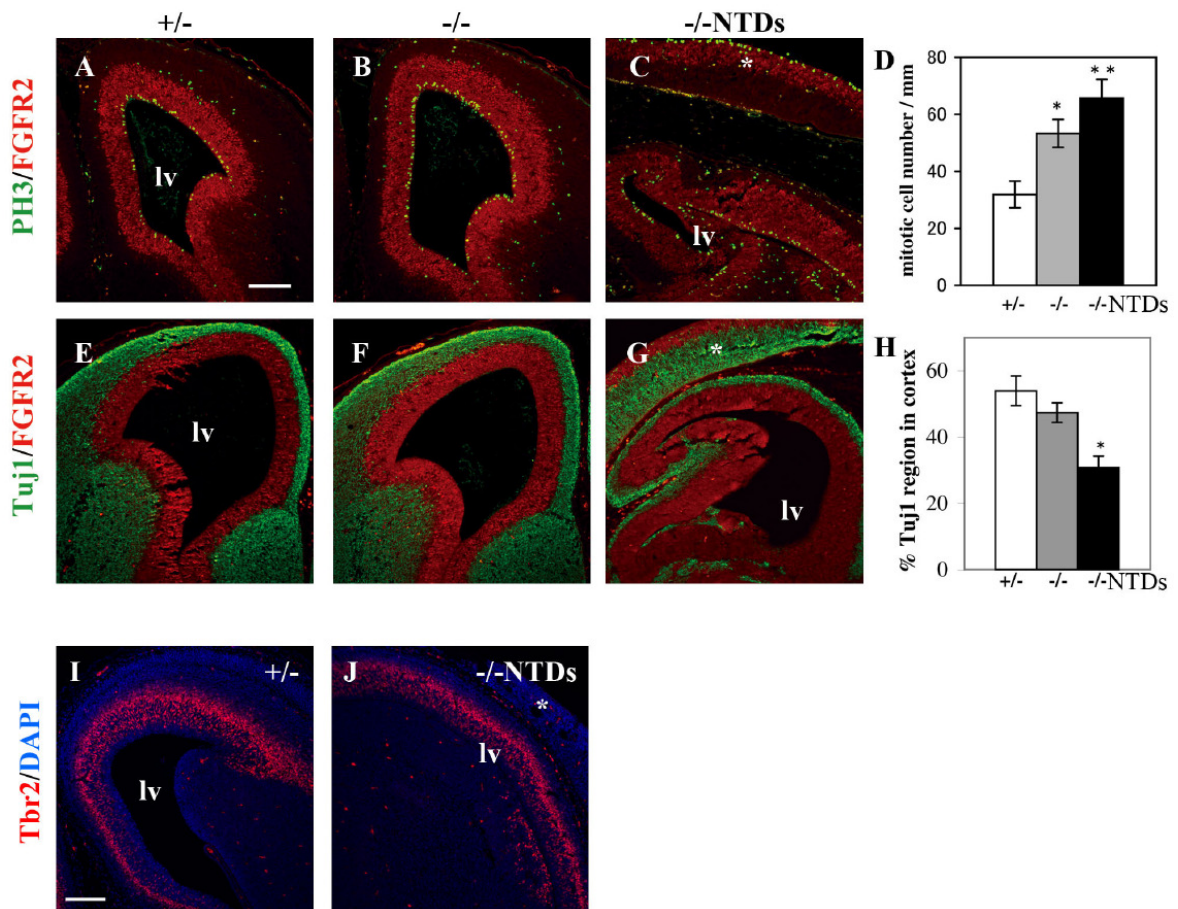 +/-
-/-
-/-NTDs
PH3/FGFR2
A
lv
B
C
*
lv
D
mitotic cell number / mm
80
60
40
20
0
*
* *
+/-
-/-
-/-NTDs
Tuj1/FGFR2
E
lv
F
lv
G
*
lv
H
% Tuj1 region in cortex
60
40
20
0
*
+/-
-/-
-/-NTDs
Tbr2/DAPI
I
+/-
lv
J
-/-NTDs
*
lv